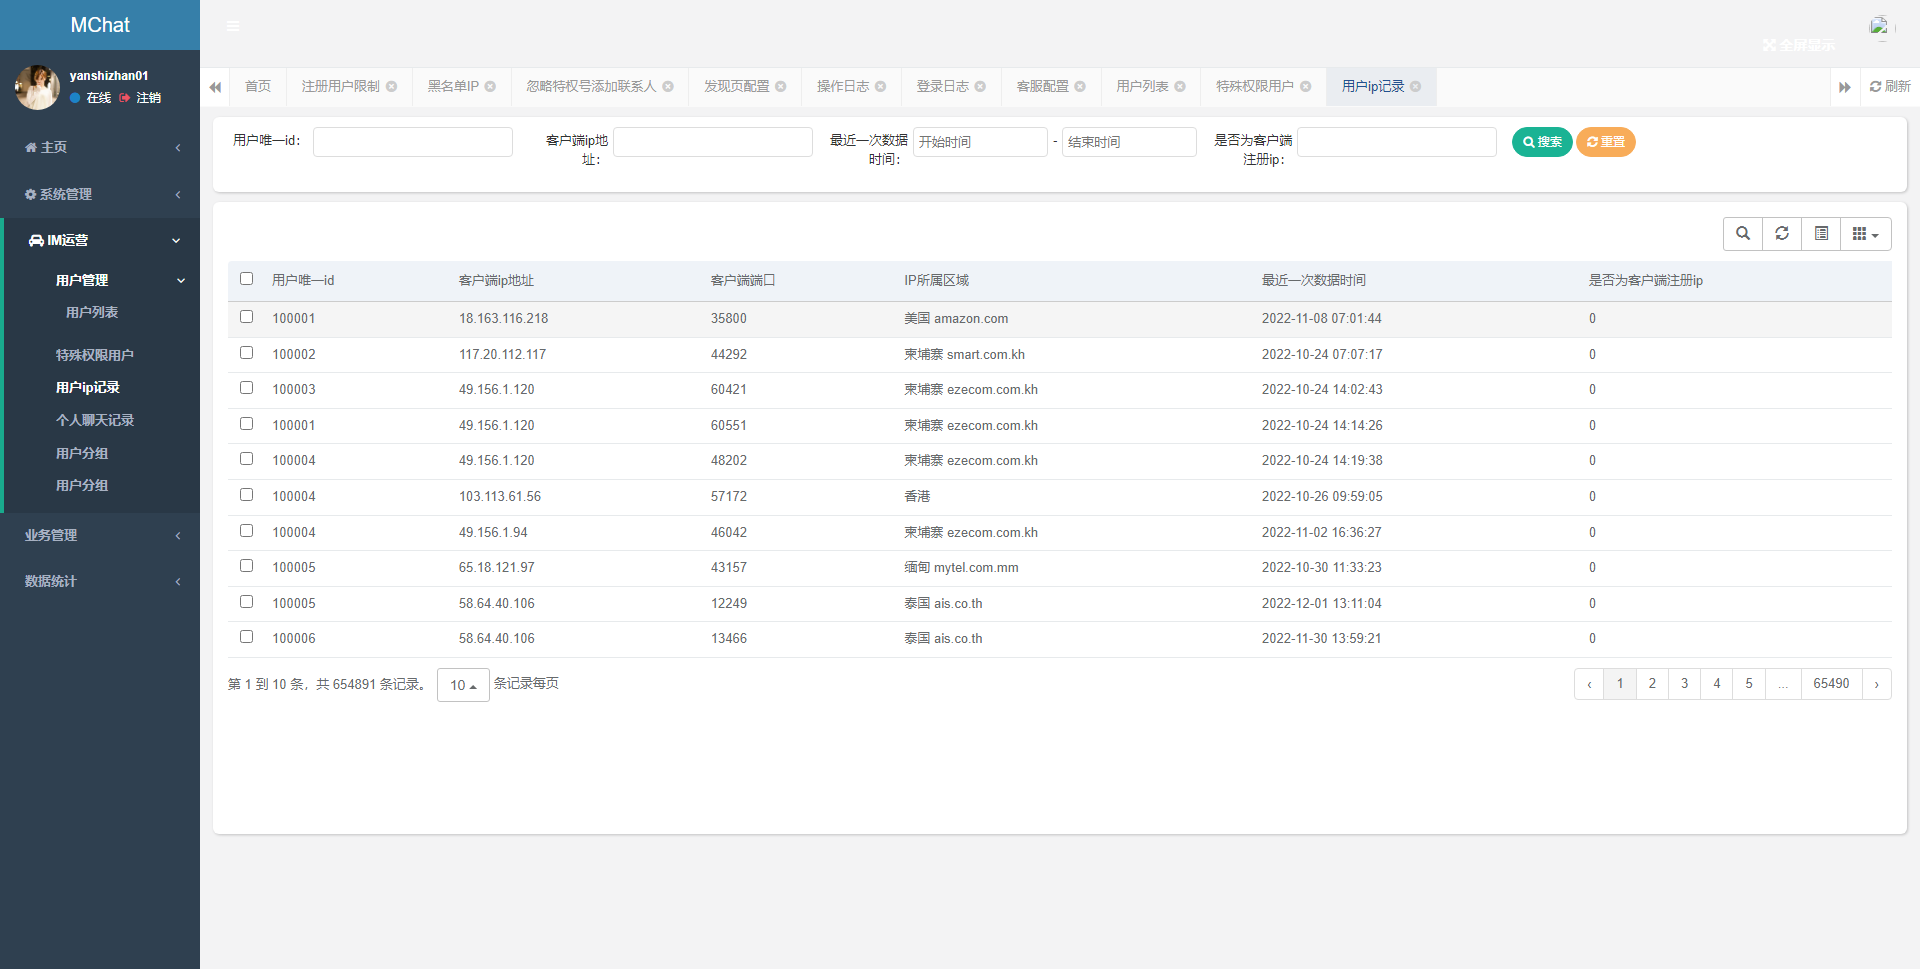 MChat
全屏显示
yanshizhan01
在线 注销
主页
系统管理
IM运营
用户管理
用户列表
特殊权限用户
用户ip记录
个人聊天记录
用户分组
用户分组
业务管理
数据统计
首页 注册用户限制 黑名单IP 忽略特权号添加联系人 发现页配置 操作日志 登录日志 客服配置 用户列表 特殊权限用户 用户ip记录 刷新
用户唯一id： 客户端ip地址： 最近一次数据时间： 开始时间 - 结束时间 是否为客户端注册ip： 搜索 重置
用户唯一id 客户端ip地址 客户端端口 IP所属区域 最近一次数据时间 是否为客户端注册ip
100001 18.163.116.218 35800 美国 amazon.com 2022-11-08 07:01:44 0
100002 117.20.112.117 44292 柬埔寨 smart.com.kh 2022-10-24 07:07:17 0
100003 49.156.1.120 60421 柬埔寨 ezecom.com.kh 2022-10-24 14:02:43 0
100001 49.156.1.120 60551 柬埔寨 ezecom.com.kh 2022-10-24 14:14:26 0
100004 49.156.1.120 48202 柬埔寨 ezecom.com.kh 2022-10-24 14:19:38 0
100004 103.113.61.56 57172 香港 2022-10-26 09:59:05 0
100004 49.156.1.94 46042 柬埔寨 ezecom.com.kh 2022-11-02 16:36:27 0
100005 65.18.121.97 43157 缅甸 mytel.com.mm 2022-10-30 11:33:23 0
100005 58.64.40.106 12249 泰国 ais.co.th 2022-12-01 13:11:04 0
100006 58.64.40.106 13466 泰国 ais.co.th 2022-11-30 13:59:21 0
第 1 到 10 条，共 654891 条记录。 10 条记录每页
‹ 1 2 3 4 5 ... 65490 ›